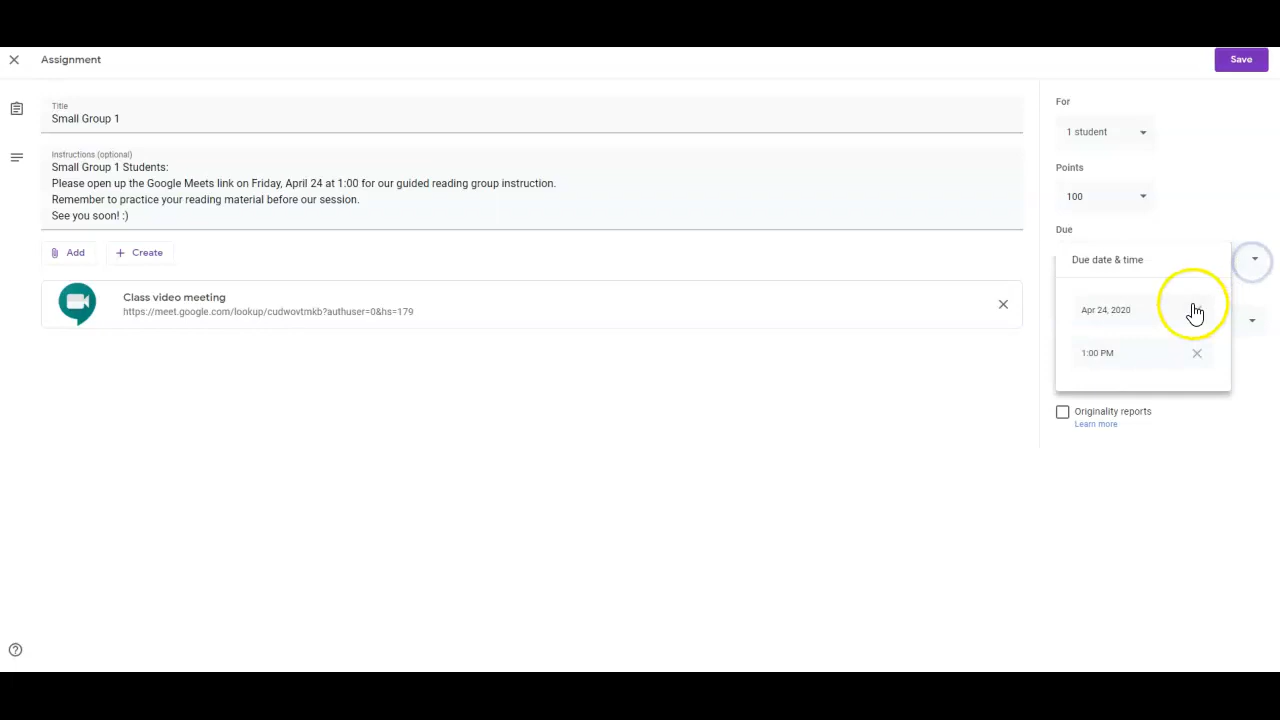 Assignment
Save
Title
Small Group 1
Instructions (optional)
Small Group 1 Students:
Please open up the Google Meets link on Friday, April 24 at 1:00 for our guided reading group instruction.
Remember to practice your reading material before our session.
See you soon! :)
Add
Create
Class video meeting
https://meet.google.com/lookup/cudwovtmkb?authuser=0&hs=179
For
1 student
Points
100
Due
Due date & time
Apr 24, 2020
1:00 PM
Originality reports
Learn more